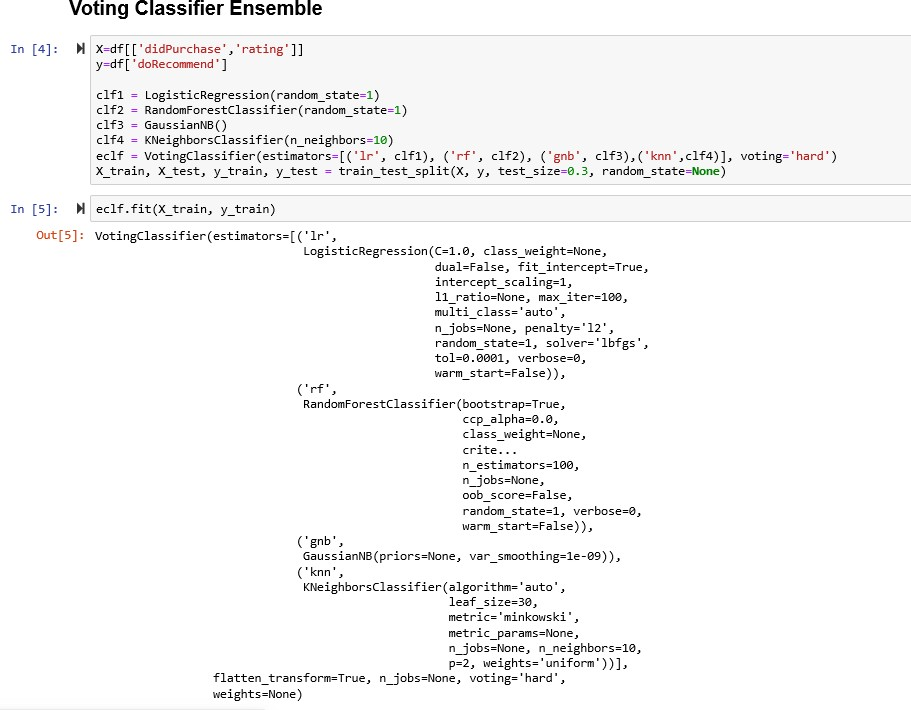 Voting Classifier Ensemble
In [4]:
X=df[['didPurchase','rating']]
y=df['doRecommend']
clf1 = LogisticRegression(random_state=1)
clf2 = RandomForestClassifier(random_state=1)
clf3 = GaussianNB()
clf4 = KNeighborsClassifier(n_neighbors=10)
eclf = VotingClassifier(estimators=[('lr', clf1), ('rf', clf2), ('gnb', clf3),('knn',clf4)], voting='hard')
X_train, X_test, y_train, y_test = train_test_split(X, y, test_size=0.3, random_state=None)
In [5]:
eclf.fit(X_train, y_train)
Out[5]:
VotingClassifier(estimators=[('lr',
LogisticRegression(C=1.0, class_weight=None,
dual=False, fit_intercept=True,
intercept_scaling=1,
l1_ratio=None, max_iter=100,
multi_class='auto',
n_jobs=None, penalty='l2',
random_state=1, solver='lbfgs',
tol=0.0001, verbose=0,
warm_start=False)),
('rf',
RandomForestClassifier(bootstrap=True,
ccp_alpha=0.0,
class_weight=None,
crite...
n_estimators=100,
n_jobs=None,
oob_score=False,
random_state=1, verbose=0,
warm_start=False)),
('gnb',
GaussianNB(priors=None, var_smoothing=1e-09)),
('knn',
KNeighborsClassifier(algorithm='auto',
leaf_size=30,
metric='minkowski',
metric_params=None,
n_jobs=None, n_neighbors=10,
p=2, weights='uniform'))],
flatten_transform=True, n_jobs=None, voting='hard',
weights=None)